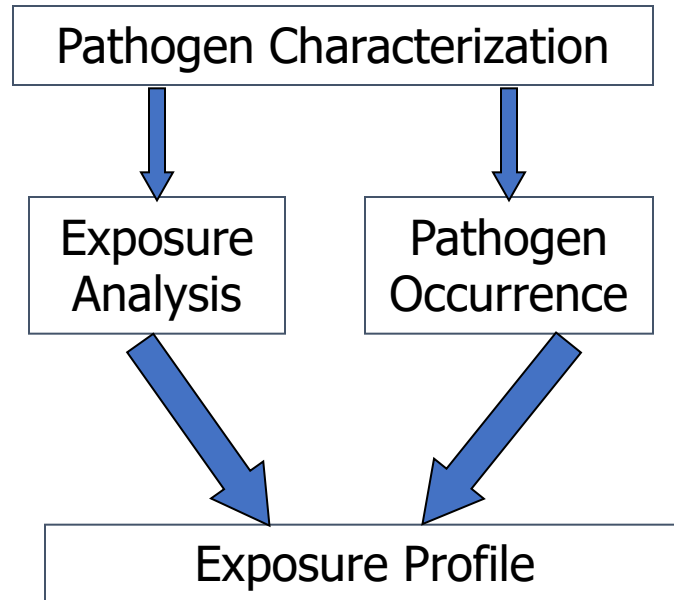 Pathogen Characterization
Exposure
Analysis
Pathogen
Occurrence
Exposure Profile